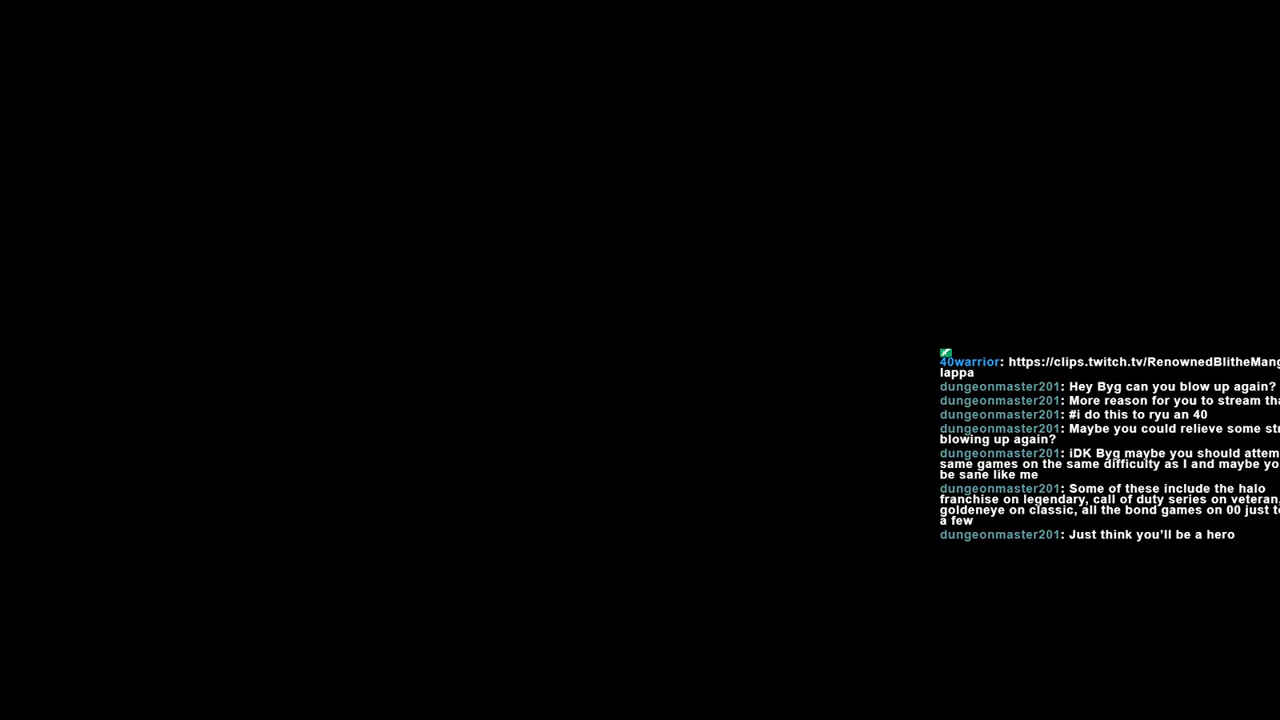 40warrior: https://clips.twitch.tv/RenownedBlitheMang
lappa
dungeonmaster201: Hey Byg can you blow up again?
dungeonmaster201: More reason for you to stream tha
dungeonmaster201: #i do this to ryu an 40
dungeonmaster201: Maybe you could relieve some str
blowing up again?
dungeonmaster201: iDK Byg maybe you should attem
same games on the same difficulty as I and maybe yo
be sane like me
dungeonmaster201: Some of these include the halo
franchise on legendary, call of duty series on veteran,
goldeneye on classic, all the bond games on 00 just t
a few
dungeonmaster201: Just think you'll be a hero